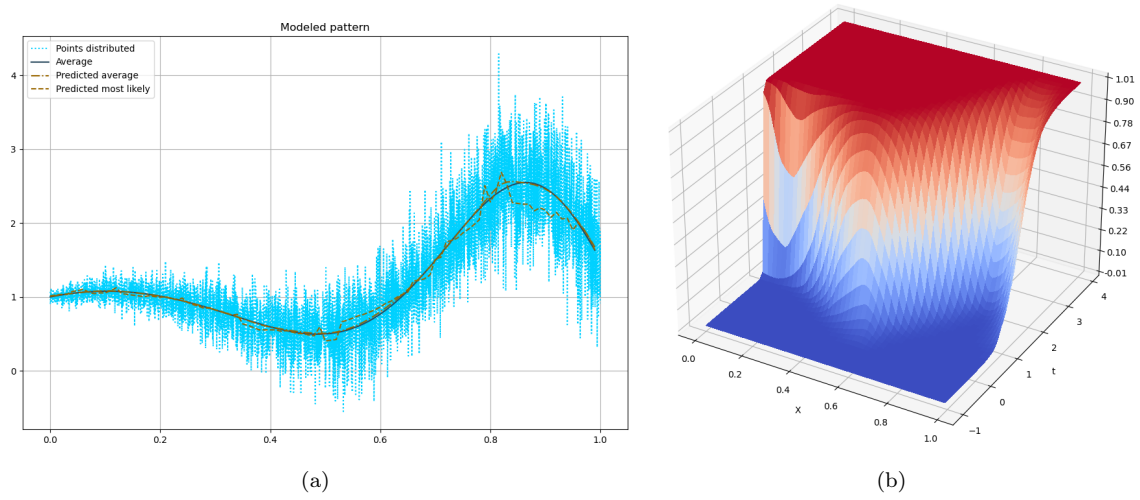 Modeled pattern
Points distributed
Average
Predicted average
Predicted most likely
4
3
2
1
0
0.0 0.2 0.4 0.6 0.8 1.0
(a)
1.01
0.90
0.78
0.67
0.56
0.44
0.33
0.22
0.10
-0.01
4
3
2
1
0
−1
t
0.0
0.2
0.4
0.6
0.8
1.0
X
(b)